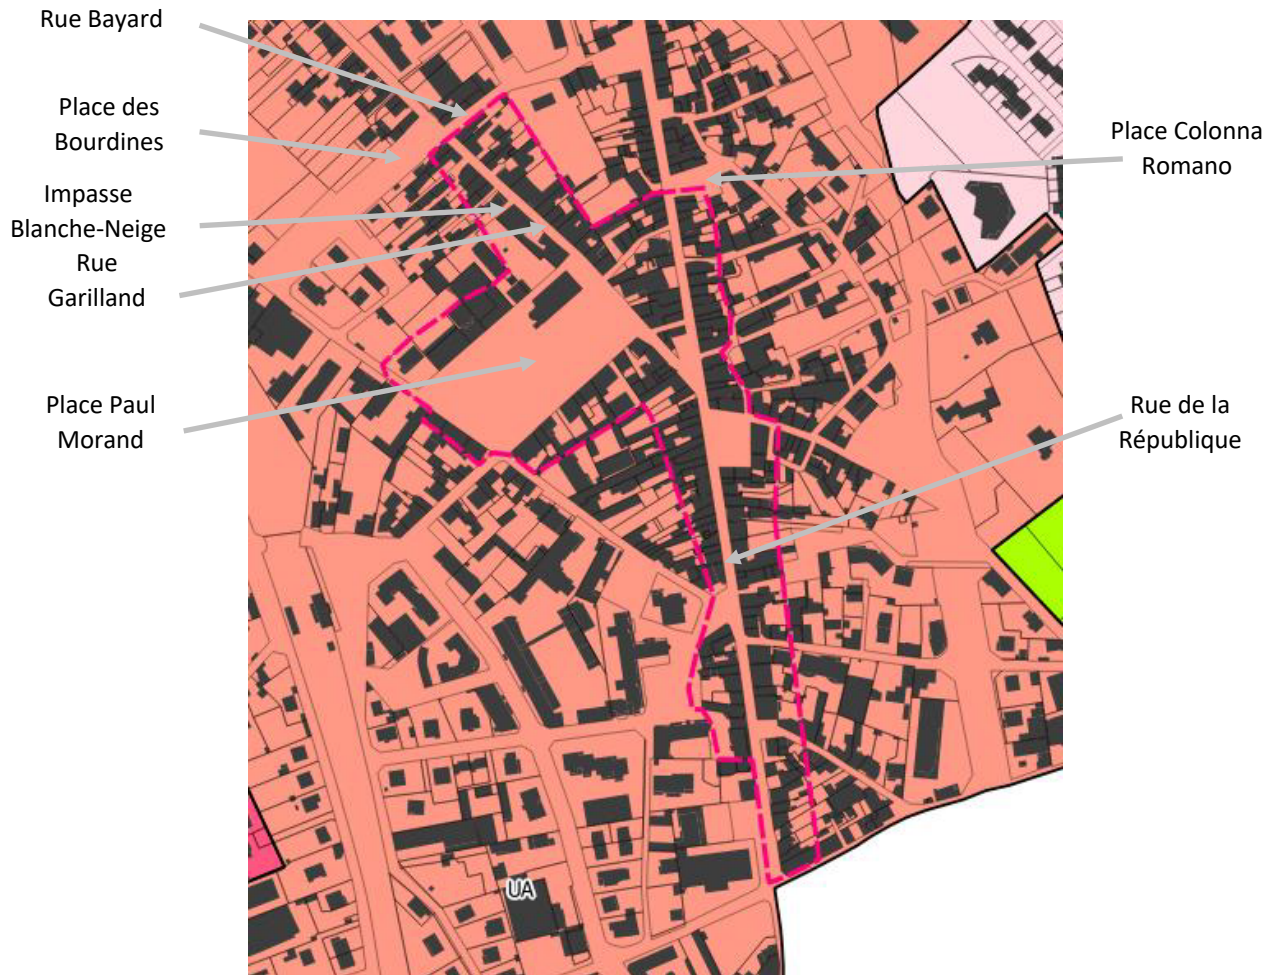 Rue Bayard
Place des
Bourdines
Impasse
Blanche-Neige
Rue
Garilland
Place Paul
Morand
Place Colonna
Romano
Rue de la
République
UA